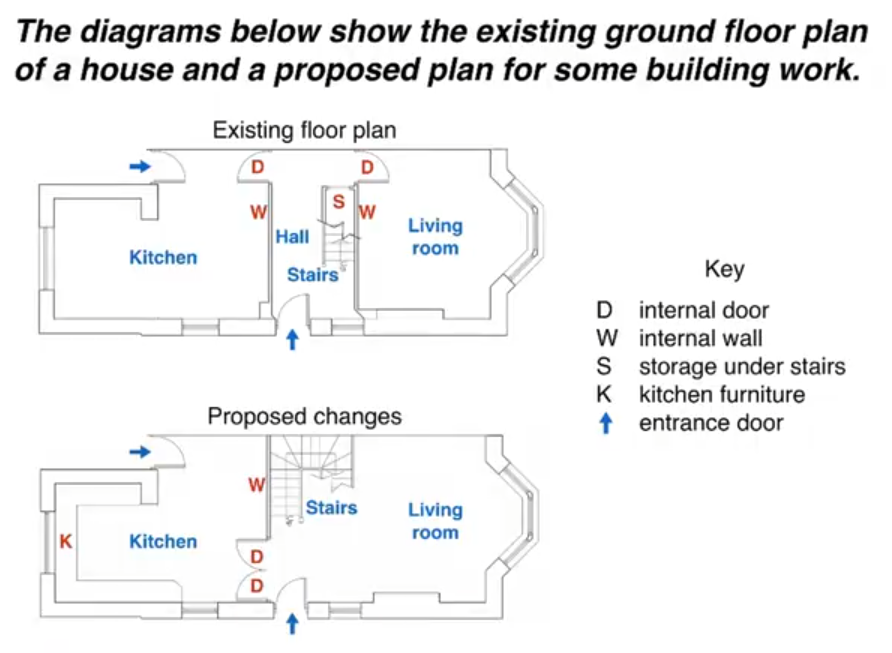 The diagrams below show the existing ground floor plan
of a house and a proposed plan for some building work.
Existing floor plan
D
D
S
W
W
Hall
Living
room
Kitchen
Stairs
Key
D internal door
W internal wall
S storage under stairs
K kitchen furniture
entrance door
Proposed changes
W
Stairs
Living
room
K
Kitchen
D
D